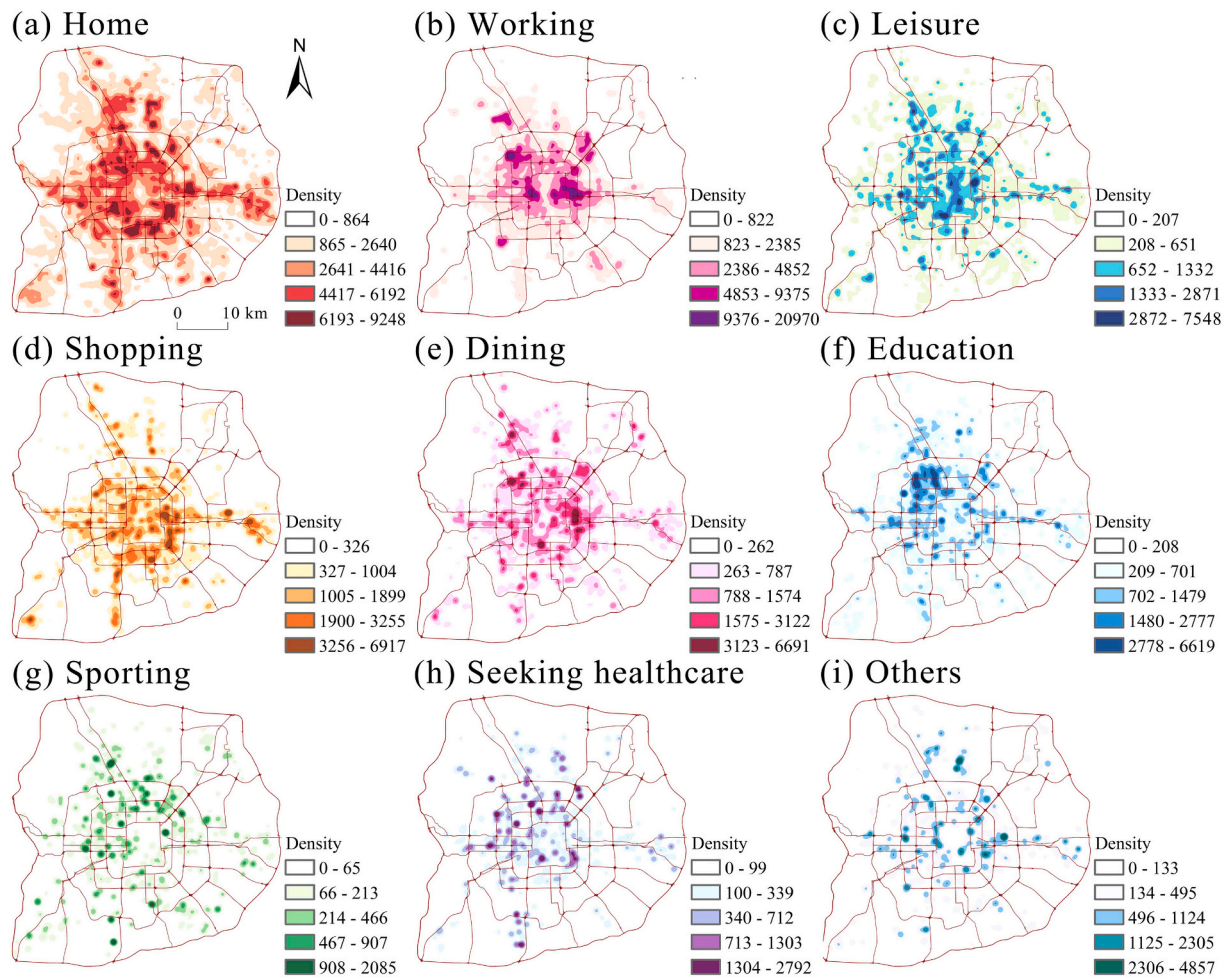 (a) Home
(b) Working
(c) Leisure
N
Density
0 - 864
865 - 2640
2641 - 4416
4417 - 6192
6193 - 9248
0 10 km
Density
0 - 822
823 - 2385
2386 - 4852
4853 - 9375
9376 - 20970
Density
0 - 207
208 - 651
652 - 1332
1333 - 2871
2872 - 7548
(d) Shopping
(e) Dining
(f) Education
Density
0 - 326
327 - 1004
1005 - 1899
1900 - 3255
3256 - 6917
Density
0 - 262
263 - 787
788 - 1574
1575 - 3122
3123 - 6691
Density
0 - 208
209 - 701
702 - 1479
1480 - 2777
2778 - 6619
(g) Sporting
(h) Seeking healthcare
(i) Others
Density
0 - 65
66 - 213
214 - 466
467 - 907
908 - 2085
Density
0 - 99
100 - 339
340 - 712
713 - 1303
1304 - 2792
Density
0 - 133
134 - 495
496 - 1124
1125 - 2305
2306 - 4857